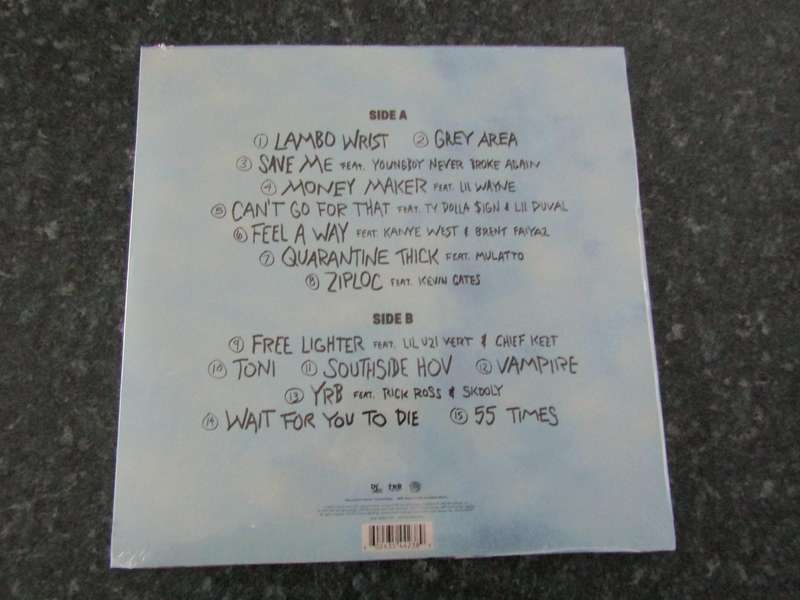 SIDE A
① LAMBO WRIST ② GREY AREA
③ SAVE ME FEAT. YOUNGBOY NEVER BROKE AGAIN
④ MONEY MAKER FEAT. LIL WAYNE
⑤ CAN'T GO FOR THAT FEAT. TY DOLLA $IGN & LIL DUVAL
⑥ FEEL A WAY FEAT. KANYE WEST & BRENT FAIYAZ
⑦ QUARANTINE THICK FEAT. MULATTO
⑧ ZIPLOC FEAT. KEVIN GATES
SIDE B
⑨ FREE LIGHTER FEAT. LIL UZI VERT & CHIEF KEEF
⑩ TONI ⑪ SOUTHSIDE HOV ⑫ VAMPIRE
⑬ YRB FEAT. RICK ROSS & SKOOLY
⑭ WAIT FOR YOU TO DIE ⑮ 55 TIMES